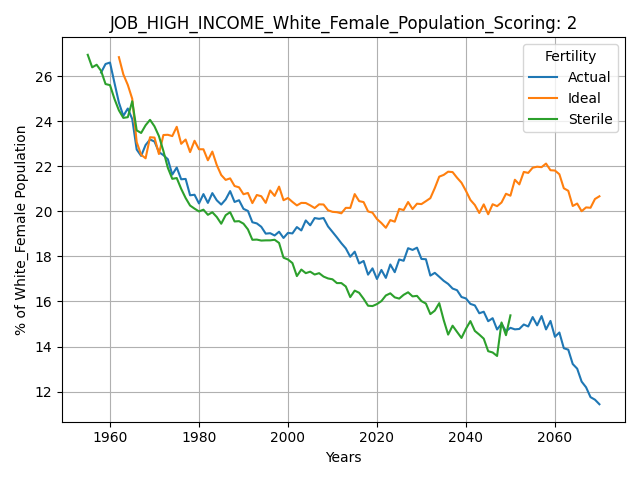 JOB_HIGH_INCOME_White_Female_Population_Scoring: 2
Fertility
Actual
Ideal
Sterile
% of White_Female Population
26
24
22
20
18
16
14
12
1960 1980 2000 2020 2040 2060
Years